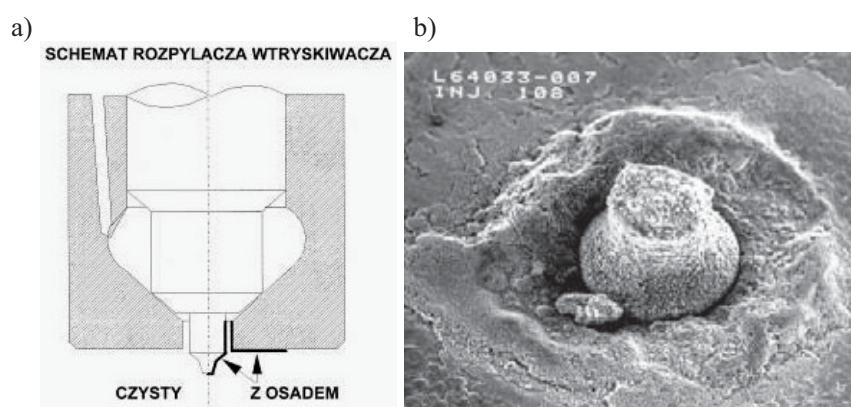 a)
b)
SCHEMAT ROZPYLACZA WTRYSKIWACZA
L64033-007
INJ. 108
CZYSTY
Z OSADEM